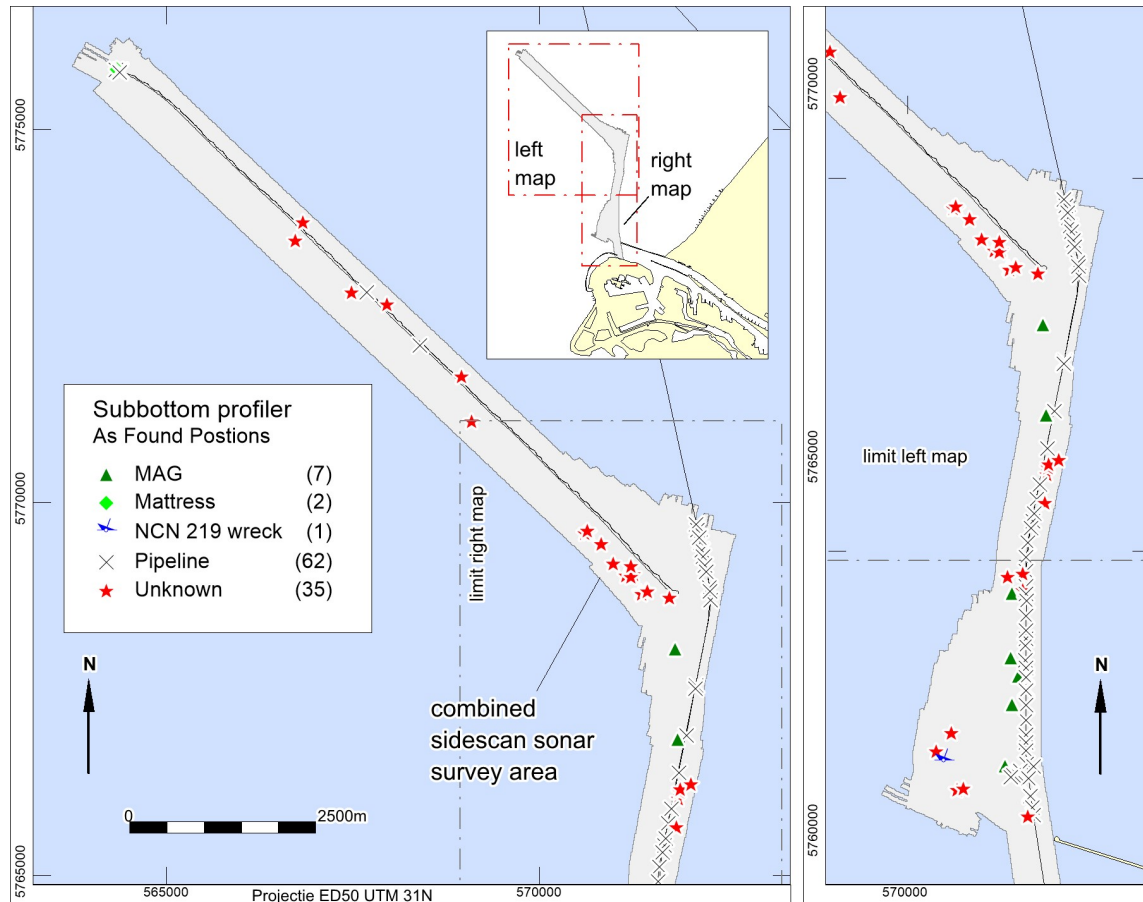 5775000
5770000
5765000
565000
570000
Projectie ED50 UTM 31N
left
map
right
map
Subbottom profiler
As Found Postions
MAG (7)
Mattress (2)
NCN 219 wreck (1)
Pipeline (62)
Unknown (35)
N
0 2500m
limit right map
combined
sidescan sonar
survey area
5770000
5765000
5760000
570000
limit left map
N